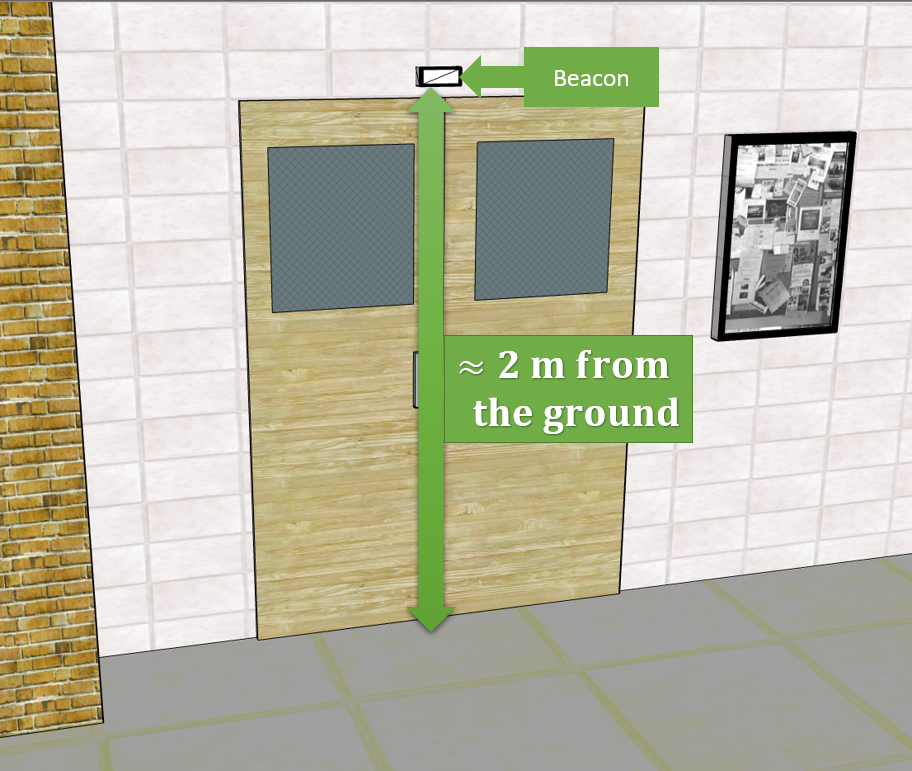 Beacon
≈ 2 m from
the ground